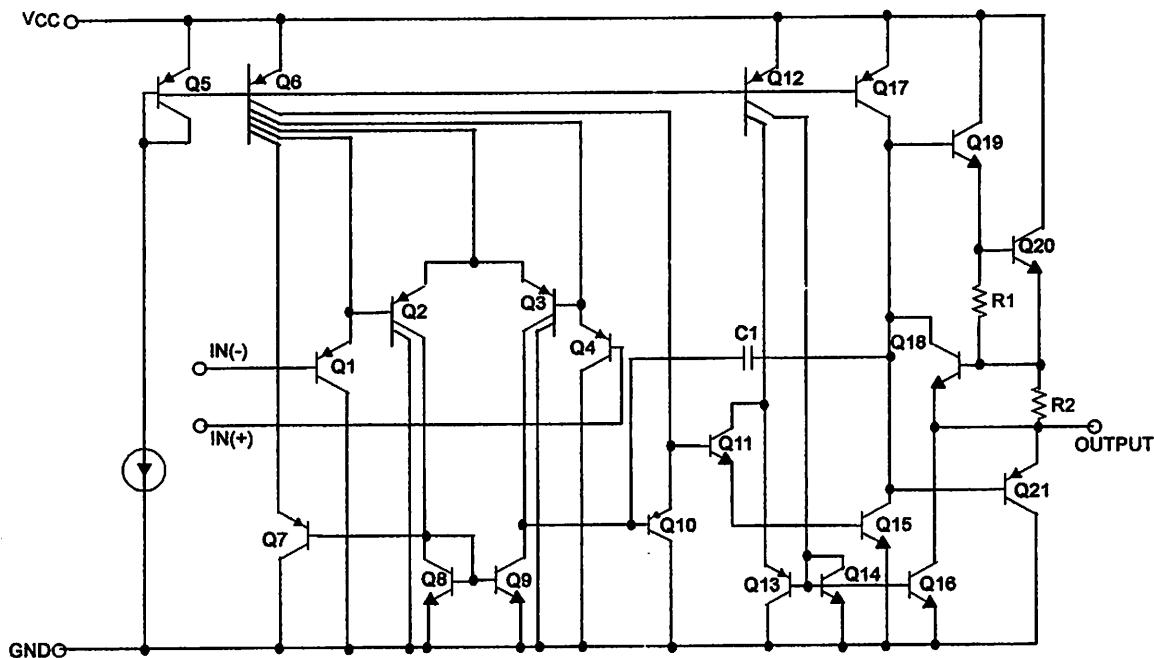 VCC
Q5
Q6
Q12
Q17
Q19
Q20
R1
Q2
Q3
Q4
C1
Q18
IN(-)
Q1
R2
IN(+)
OUTPUT
Q11
Q21
Q7
Q10
Q15
Q8
Q9
Q13
Q14
Q16
GND